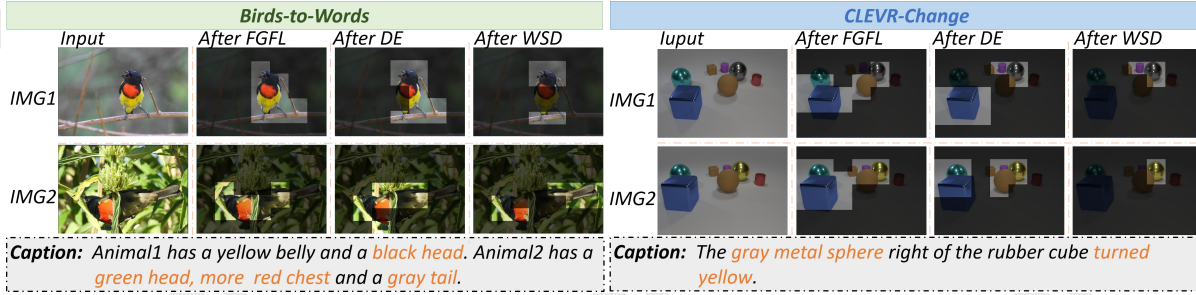 Birds-to-Words
CLEVR-Change
Input After FGFL After DE After WSD
Iuput After FGFL After DE After WSD
IMG1
IMG1
IMG2
IMG2
Caption: Animal1 has a yellow belly and a black head. Animal2 has a
green head, more red chest and a gray tail.
Caption: The gray metal sphere right of the rubber cube turned
yellow.